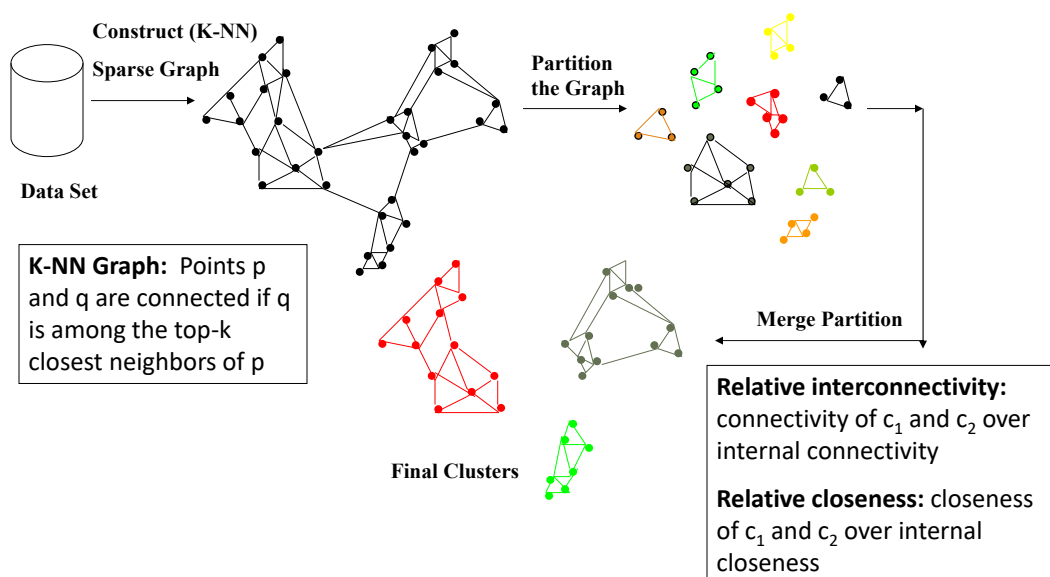 Construct (K-NN)
Sparse Graph
Data Set
K-NN Graph: Points p
and q are connected if q
is among the top-k
closest neighbors of p
Partition
the Graph
Merge Partition
Relative interconnectivity:
connectivity of c₁ and c₂ over
internal connectivity
Relative closeness: closeness
of c₁ and c₂ over internal
closeness
Final Clusters